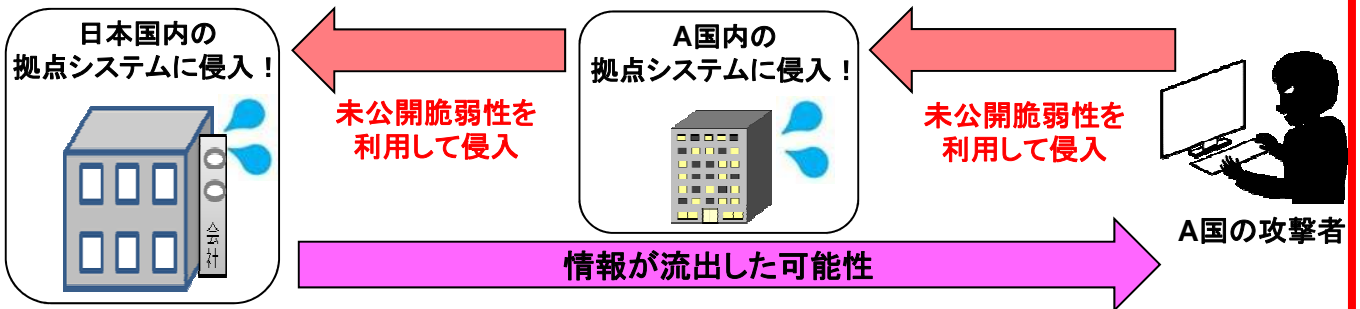 日本国内の
拠点システムに侵入！
会社
未公開脆弱性を
利用して侵入
A国内の
拠点システムに侵入！
未公開脆弱性を
利用して侵入
A国の攻撃者
情報が流出した可能性